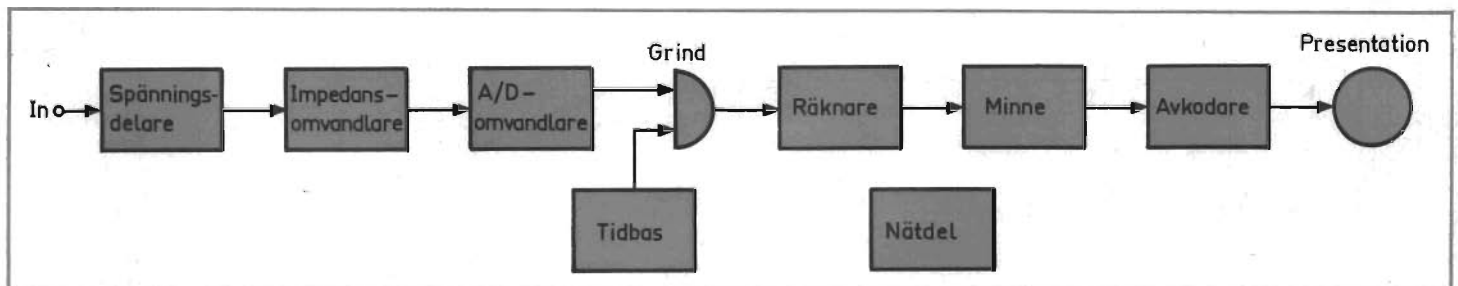 Grind
Presentation
In
Spännings-
delare
Impedans-
omvandlare
A/D-
omvandlare
Räknare
Minne
Avkodare
Tidbas
Nätdel